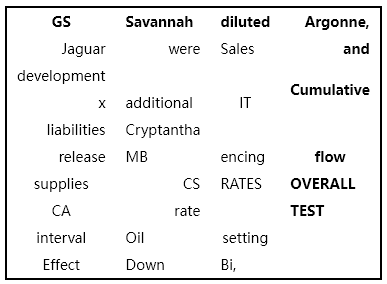 GS Savannah diluted Argonne,
Jaguar were Sales and
development
x additional IT Cumulative
liabilities Cryptantha
release MB encing flow
supplies CS RATES OVERALL
CA rate TEST
interval Oil setting
Effect Down Bi,